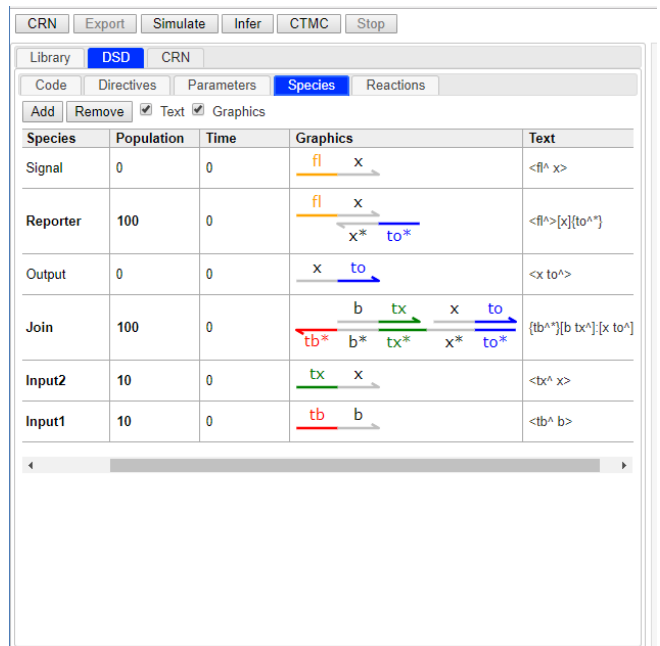 CRN Export Simulate Infer CTMC Stop
Library DSD CRN
Code Directives Parameters Species Reactions
Add Remove Text Graphics
Species Population Time Graphics Text
fl x
Signal 0 0 <fl^ x>
fl x
Reporter 100 0 <fl^>[x]{to^*}
x* to*
x to
Output 0 0 <x to^>
b tx x to
Join 100 0 {tb^*}[b tx^]:[x to^]
tb* b* tx* x* to*
tx x
Input2 10 0 <tx^ x>
tb b
Input1 10 0 <tb^ b>